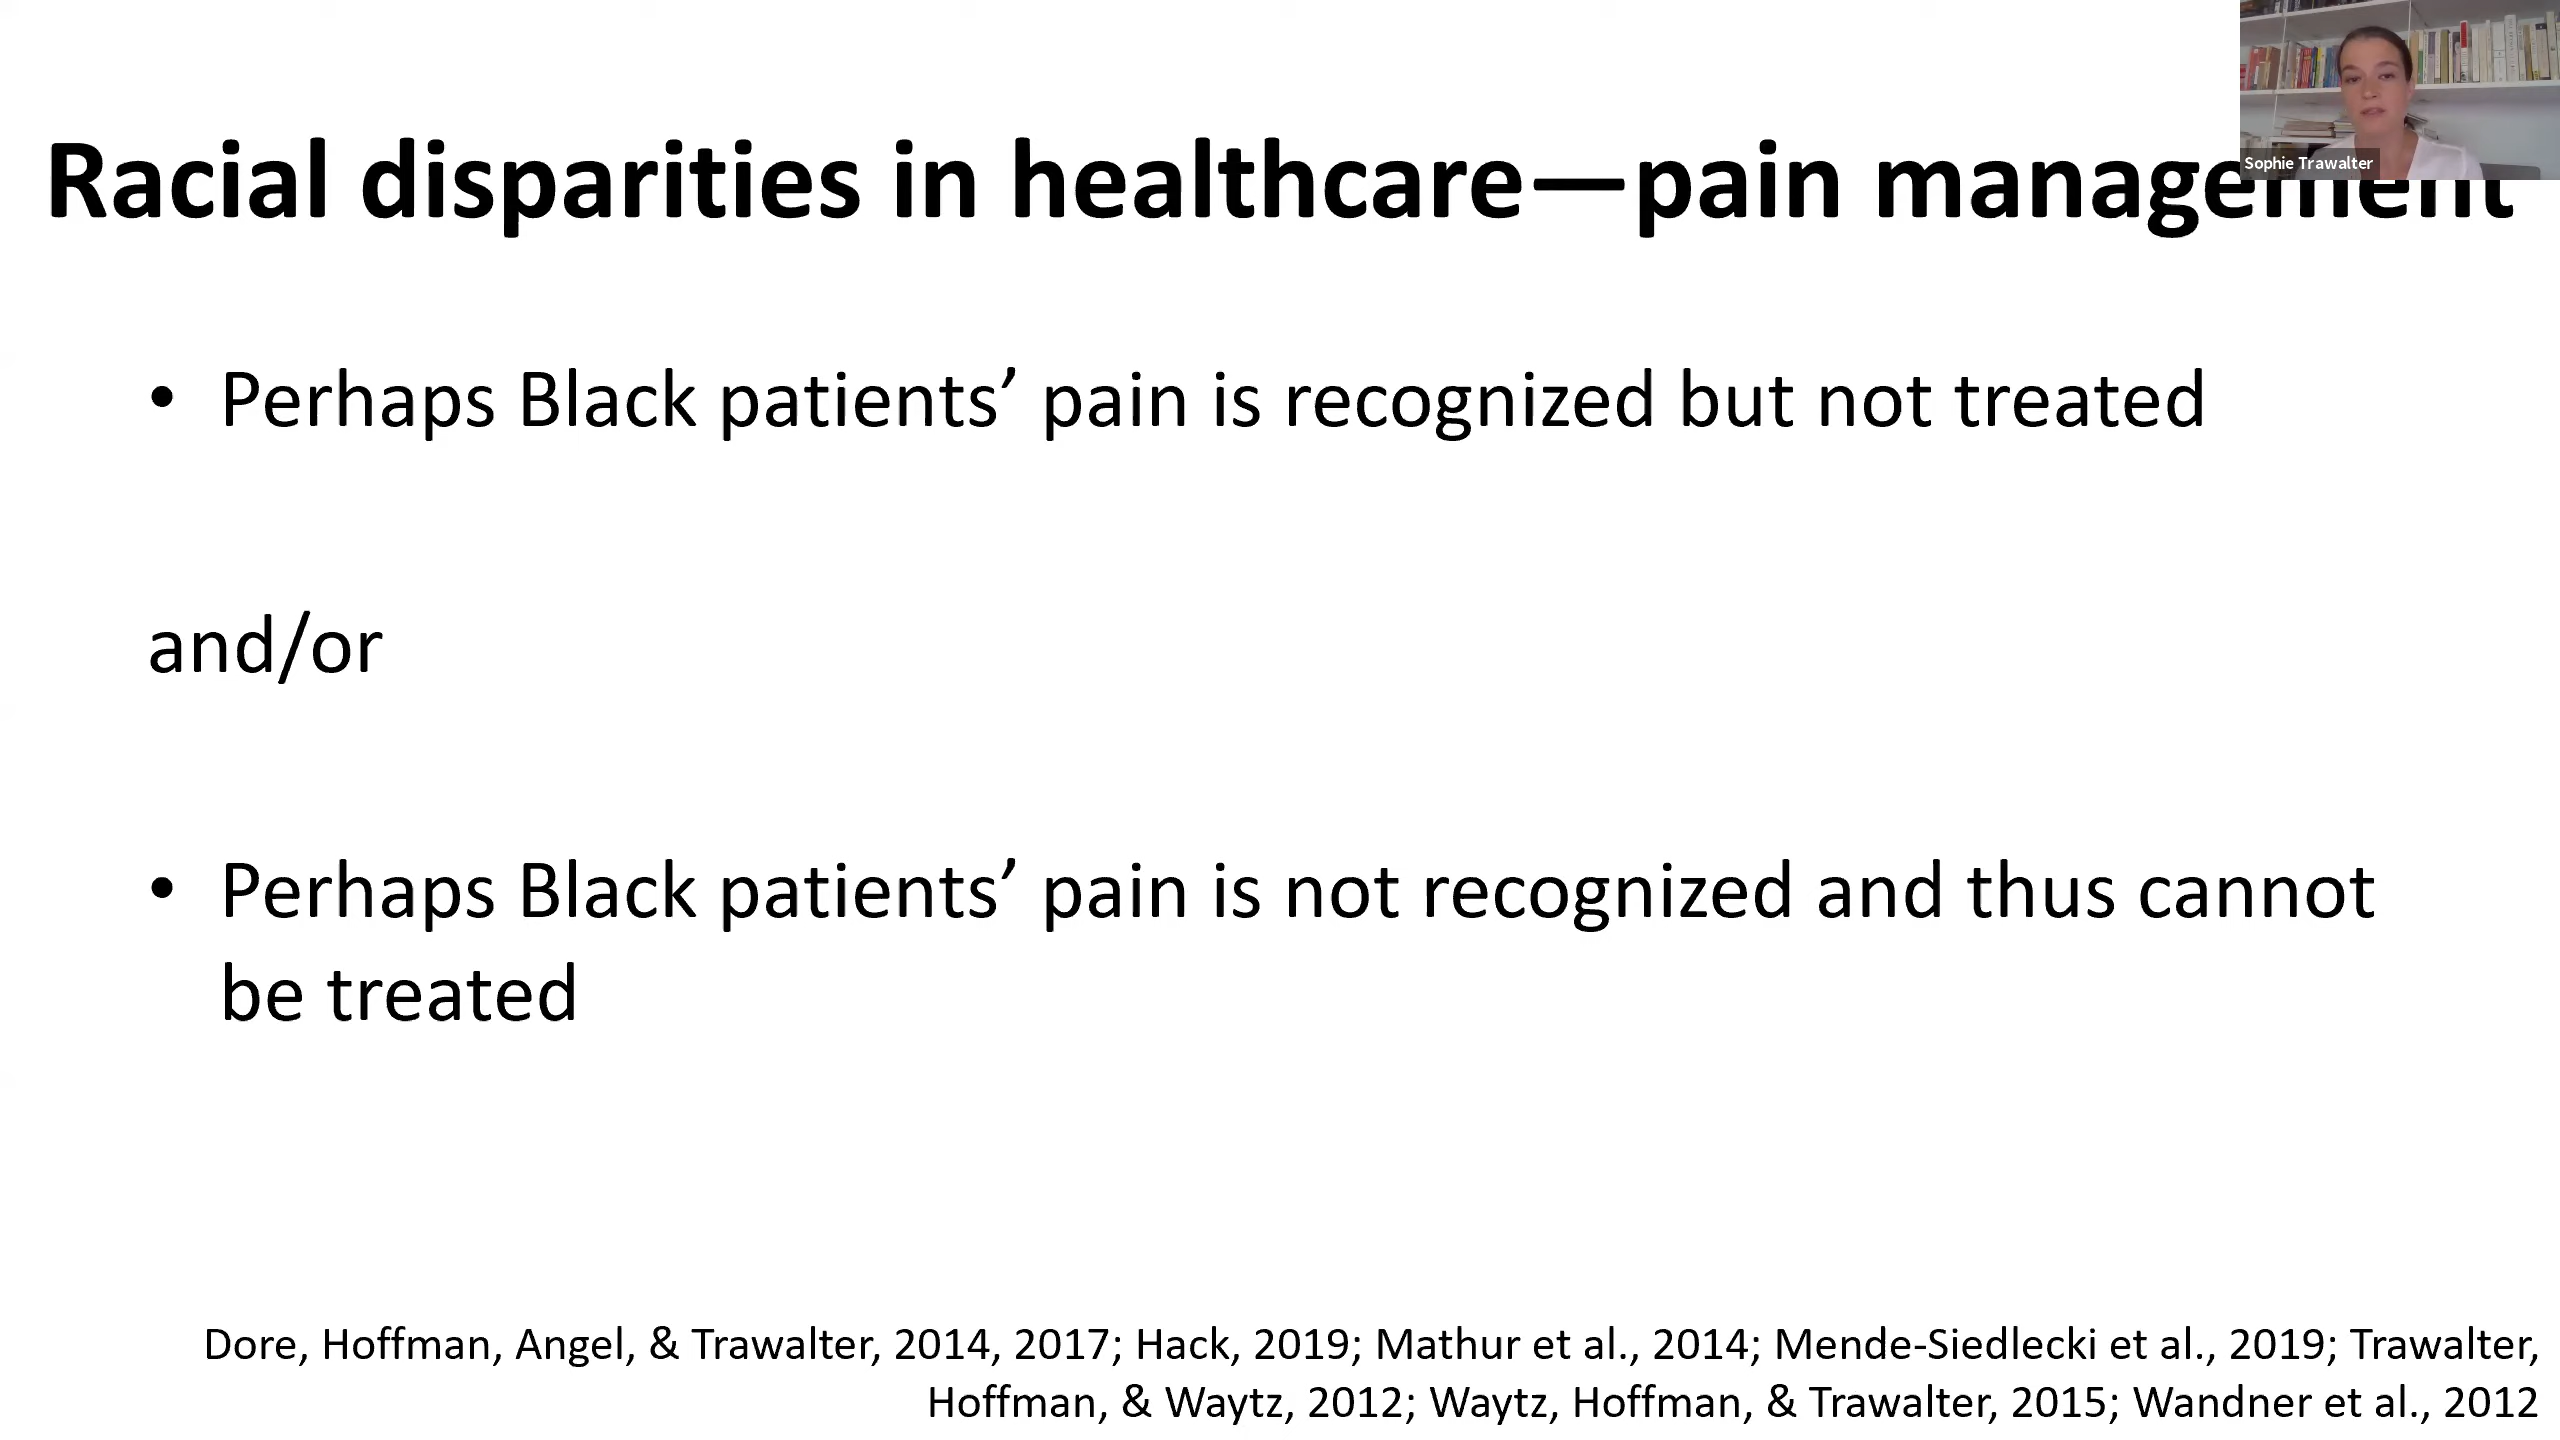 Sophie Trawalter
Racial disparities in healthcare—pain management
• Perhaps Black patients’ pain is recognized but not treated
and/or
• Perhaps Black patients’ pain is not recognized and thus cannot
be treated
Dore, Hoffman, Angel, & Trawalter, 2014, 2017; Hack, 2019; Mathur et al., 2014; Mende-Siedlecki et al., 2019; Trawalter,
Hoffman, & Waytz, 2012; Waytz, Hoffman, & Trawalter, 2015; Wandner et al., 2012